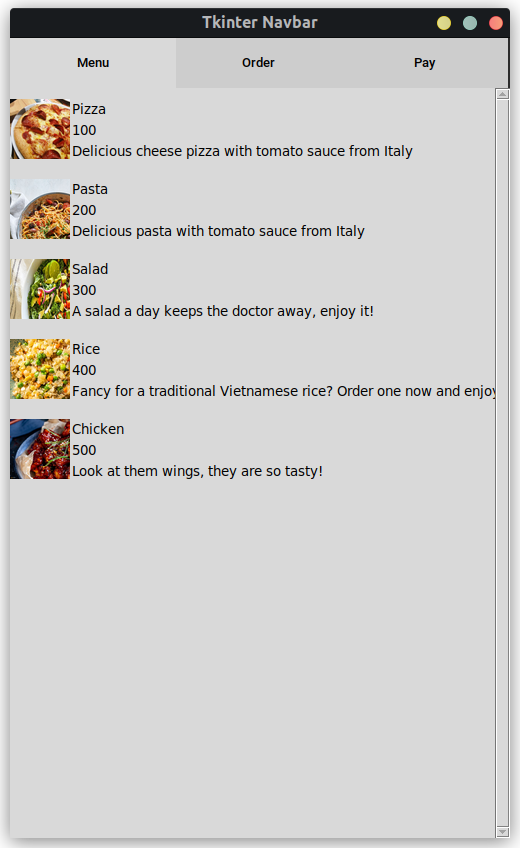 Tkinter Navbar
Menu Order Pay
Pizza
100
Delicious cheese pizza with tomato sauce from Italy
Pasta
200
Delicious pasta with tomato sauce from Italy
Salad
300
A salad a day keeps the doctor away, enjoy it!
Rice
400
Fancy for a traditional Vietnamese rice? Order one now and enjoy
Chicken
500
Look at them wings, they are so tasty!